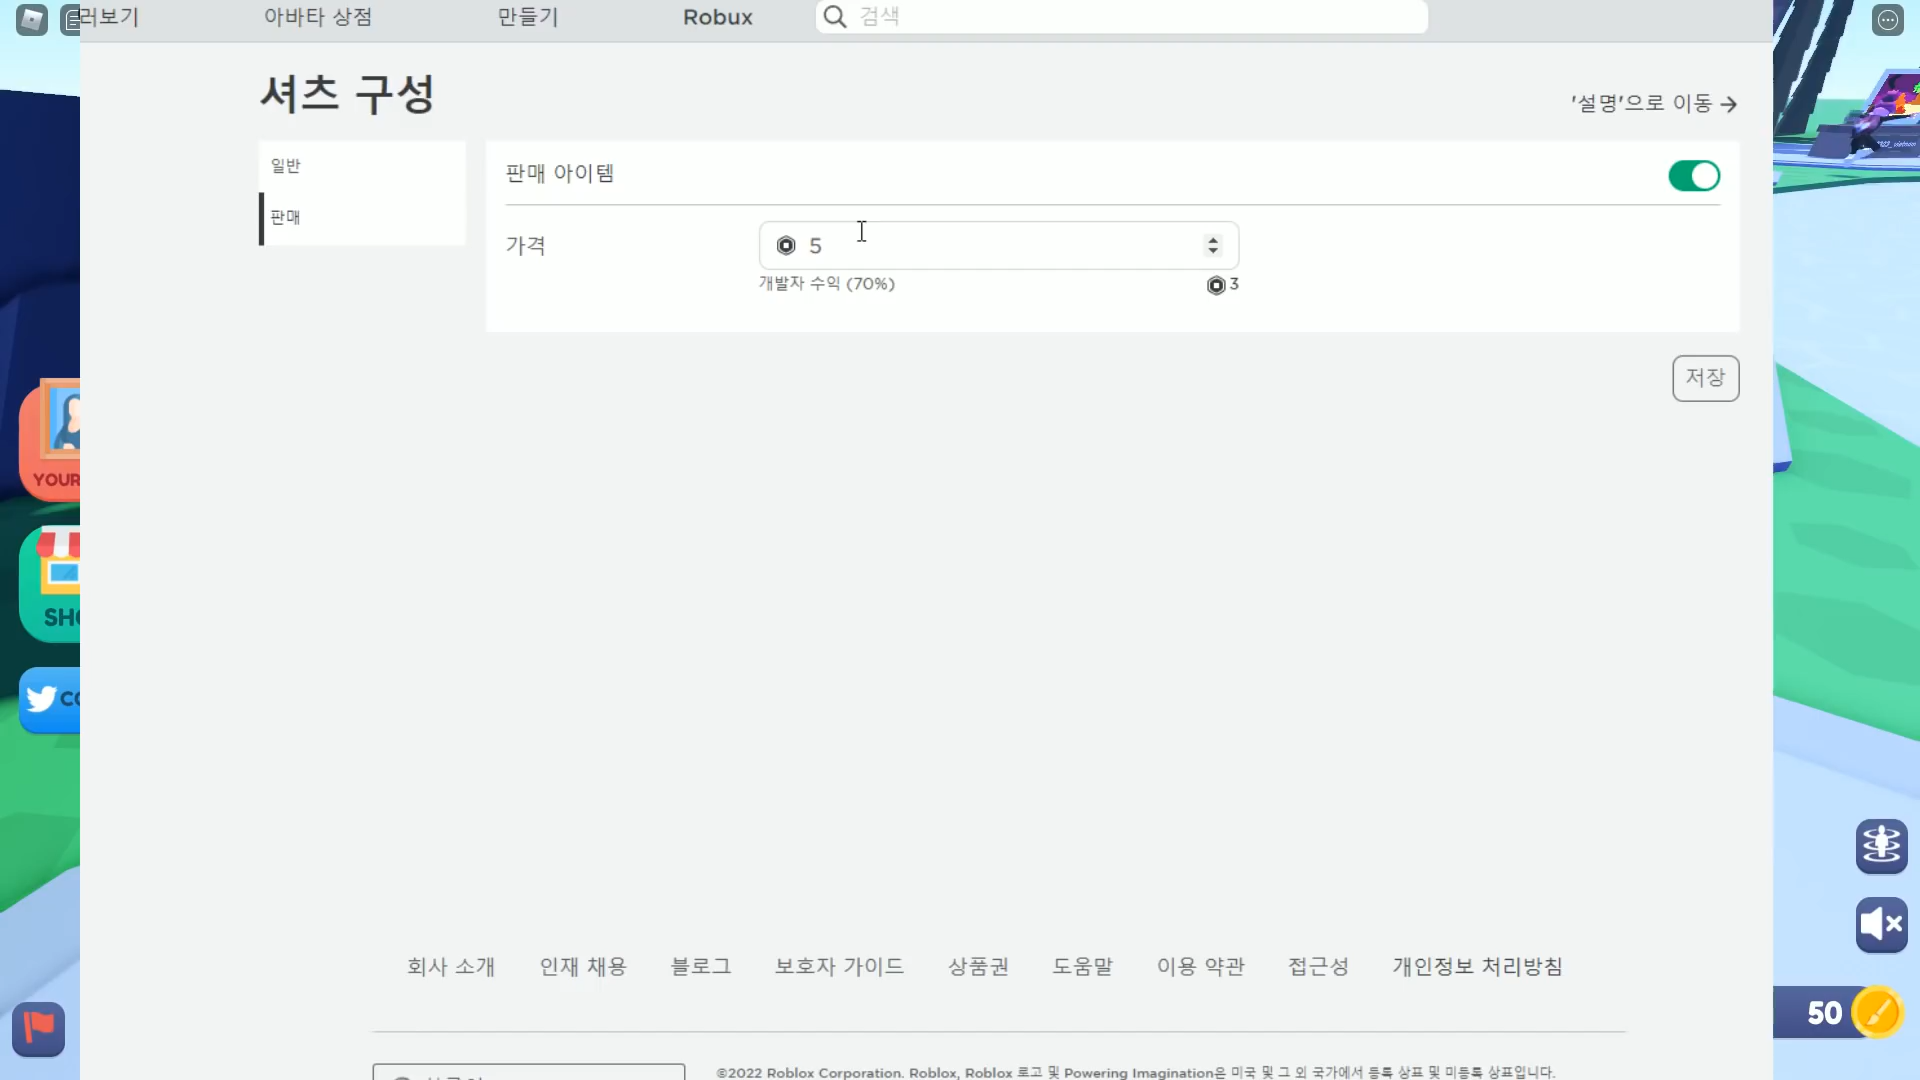 러보기 아바타 상점 만들기 Robux 검색
셔츠 구성
'설명'으로 이동
일반
판매
판매 아이템
가격
5
개발자 수익 (70%)
3
저장
YOUR
회사 소개 인재 채용 블로그 보호자 가이드 상품권 도움말 이용 약관 접근성 개인정보 처리방침
50
©2022 Roblox Corporation. Roblox, Roblox 로고 및 Powering Imagination은 미국 및 그 외 국가에서 등록 상표 및 미등록 상표입니다.